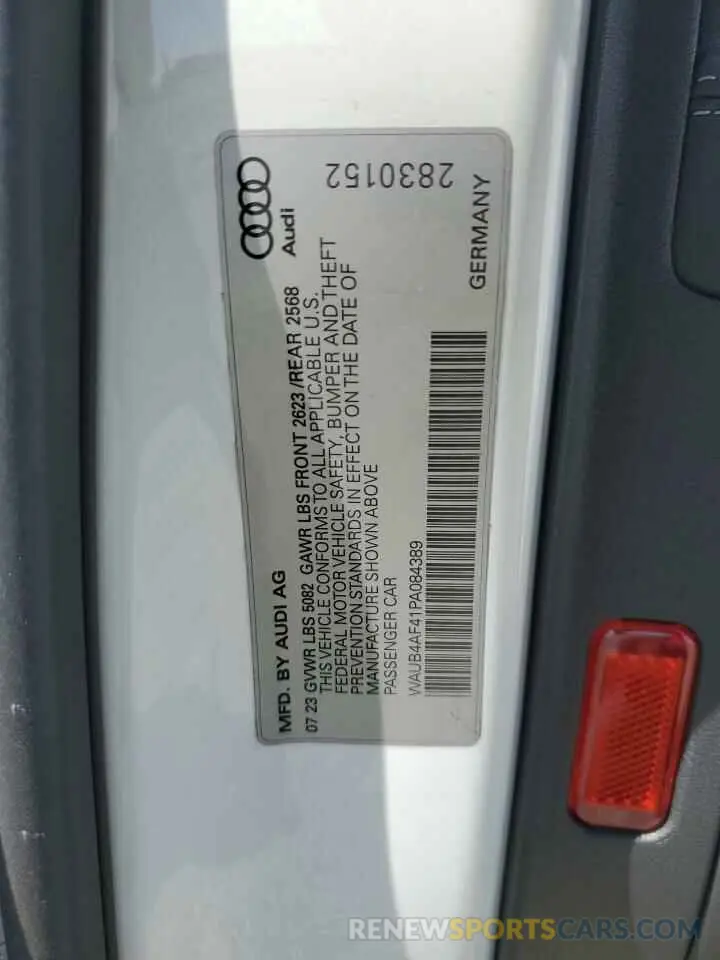 MFD. BY AUDI AG
07 23 GVWR LBS 5082 GAWR LBS FRONT 2623 /REAR 2568
THIS VEHICLE CONFORMS TO ALL APPLICABLE U.S.
FEDERAL MOTOR VEHICLE SAFETY, BUMPER AND THEFT
PREVENTION STANDARDS IN EFFECT ON THE DATE OF
MANUFACTURE SHOWN ABOVE
PASSENGER CAR
WAUB4AF41PA084389
Audi
2830152
GERMANY
RENEWSPORTSCARS.COM